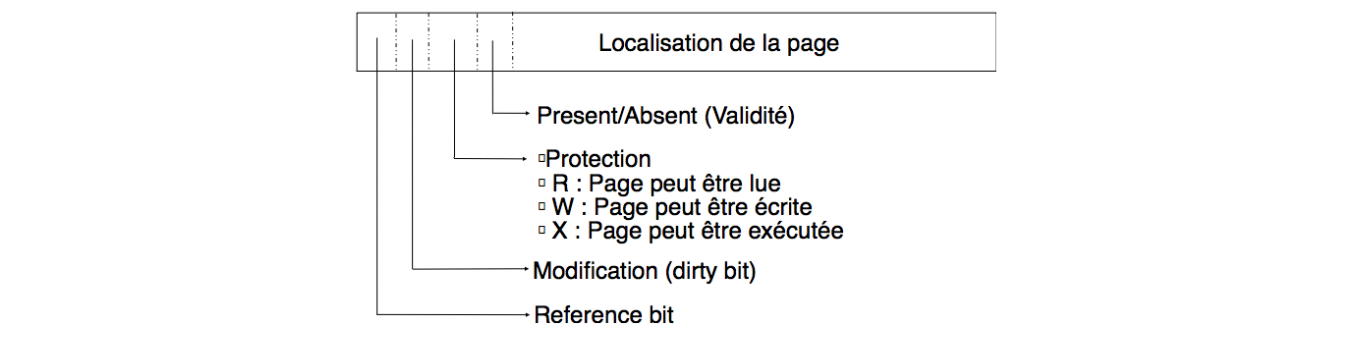 Localisation de la page
Present/Absent (Validité)
▫Protection
▫ R : Page peut être lue
▫ W : Page peut être écrite
▫ X : Page peut être exécutée
Modification (dirty bit)
Reference bit